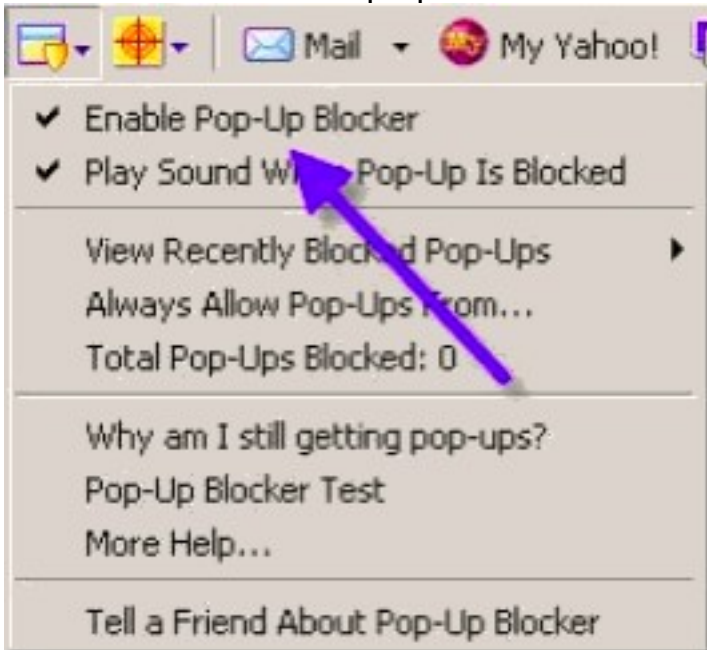 Mail My Yahoo!
Enable Pop-Up Blocker
Play Sound Pop-Up Is Blocked
View Recently Blocked Pop-Ups
Always Allow Pop-Ups From...
Total Pop-Ups Blocked: 0
Why am I still getting pop-ups?
Pop-Up Blocker Test
More Help...
Tell a Friend About Pop-Up Blocker